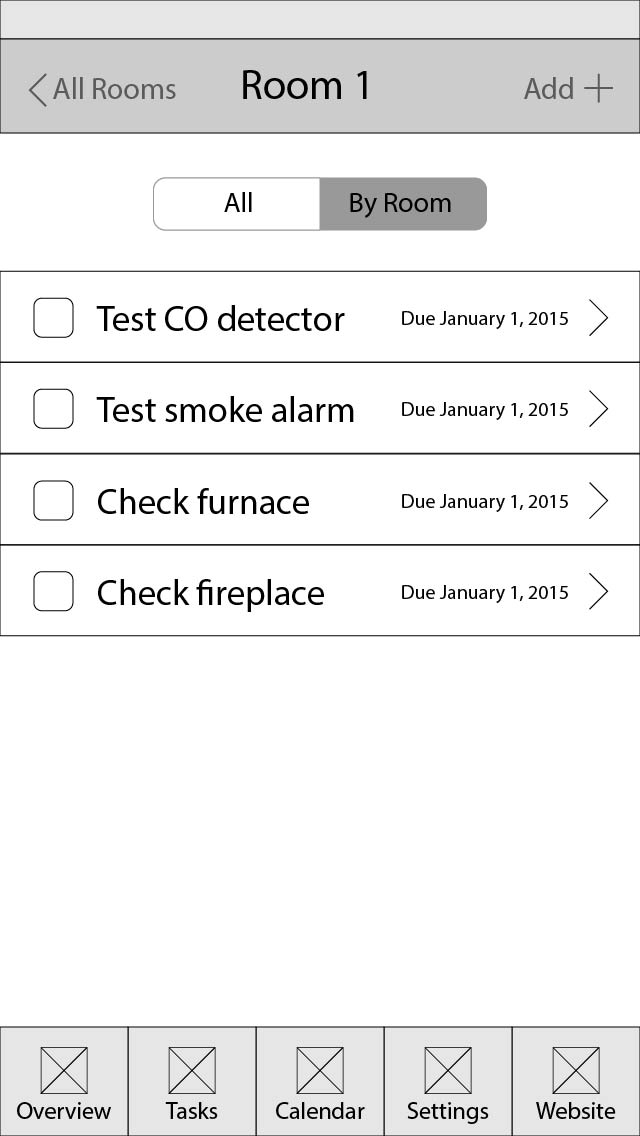 All Rooms Room 1 Add
All By Room
Test CO detector Due January 1, 2015
Test smoke alarm Due January 1, 2015
Check furnace Due January 1, 2015
Check fireplace Due January 1, 2015
Overview Tasks Calendar Settings Website